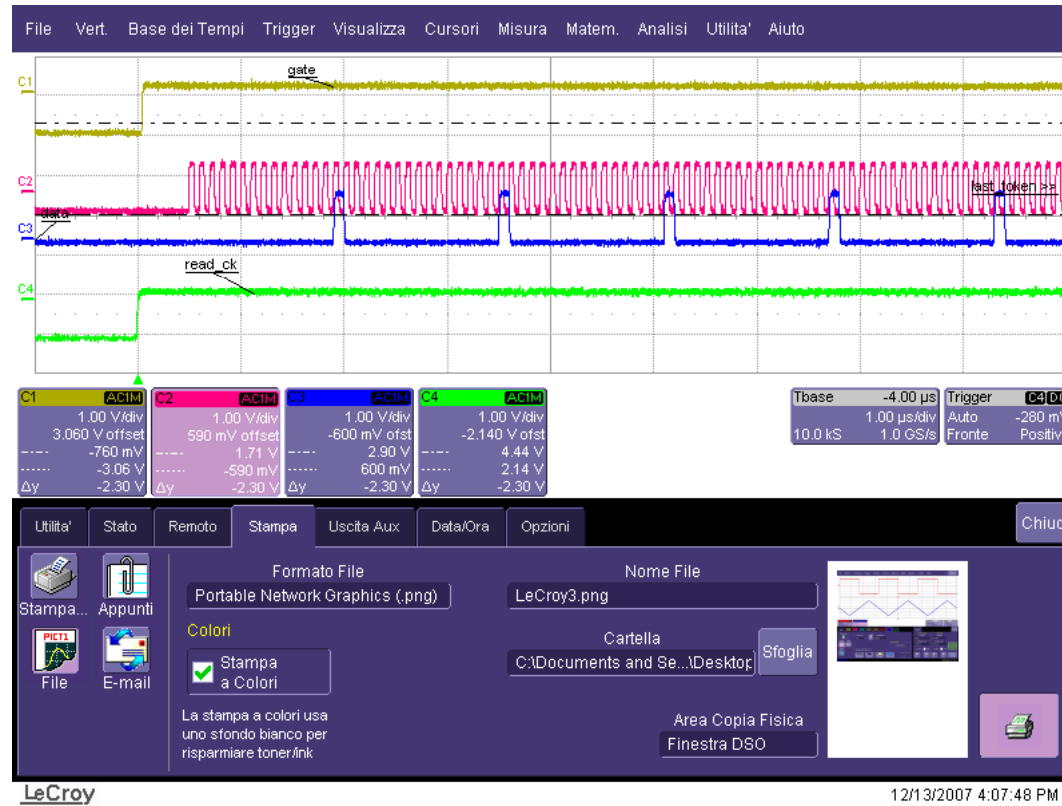 File Vert. Base dei Tempi Trigger Visualizza Cursori Misura Matem. Analisi Utilita' Aiuto
C1
gate
C2
last_token >>
data
C3
read_ck
C4
C1 AC1M
1.00 V/div
3.060 V offset
-760 mV
-3.06 V
Δy -2.30 V
C2 AC1M
1.00 V/div
590 mV offset
1.71 V
-590 mV
Δy -2.30 V
C3 AC1M
1.00 V/div
-600 mV ofst
2.90 V
600 mV
Δy -2.30 V
C4 AC1M
1.00 V/div
-2.140 V ofst
4.44 V
2.14 V
Δy -2.30 V
Tbase -4.00 µs
1.00 µs/div
10.0 kS 1.0 GS/s
Trigger C4 DC
Auto -280 m
Fronte Positiv
Utilita' Stato Remoto Stampa Uscita Aux Data/Ora Opzioni Chiud
Stampa... Appunti
PICT1
File E-mail
Formato File
Portable Network Graphics (.png)
Colori
Stampa
a Colori
La stampa a colori usa
uno sfondo bianco per
risparmiare toner/ink
Nome File
LeCroy3.png
Cartella
C:\Documents and Se...\Desktop
Sfoglia
Area Copia Fisica
Finestra DSO
LeCroy
12/13/2007 4:07:48 PM